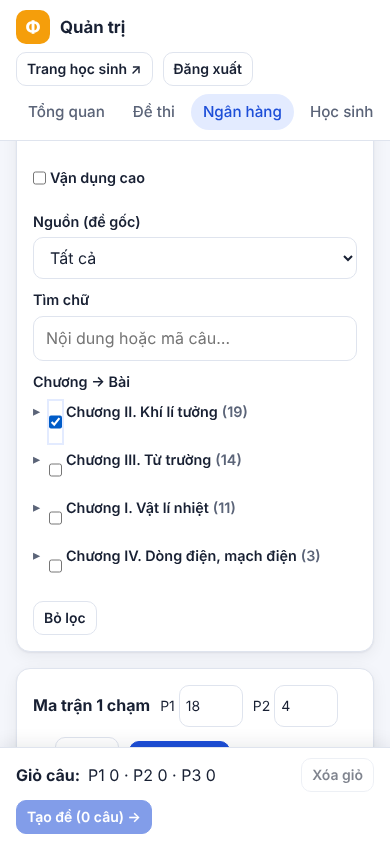 Φ Quản trị
Trang học sinh ↗ Đăng xuất
Tổng quan Đề thi Ngân hàng Học sinh
Vận dụng cao
Nguồn (đề gốc)
Tất cả
Tìm chữ
Nội dung hoặc mã câu...
Chương → Bài
▸ Chương II. Khí lí tưởng (19)
▸ Chương III. Từ trường (14)
▸ Chương I. Vật lí nhiệt (11)
▸ Chương IV. Dòng điện, mạch điện (3)
Bỏ lọc
Ma trận 1 chạm P1 18 P2 4
Giỏ câu: P1 0 · P2 0 · P3 0 Xóa giỏ
Tạo đề (0 câu) →